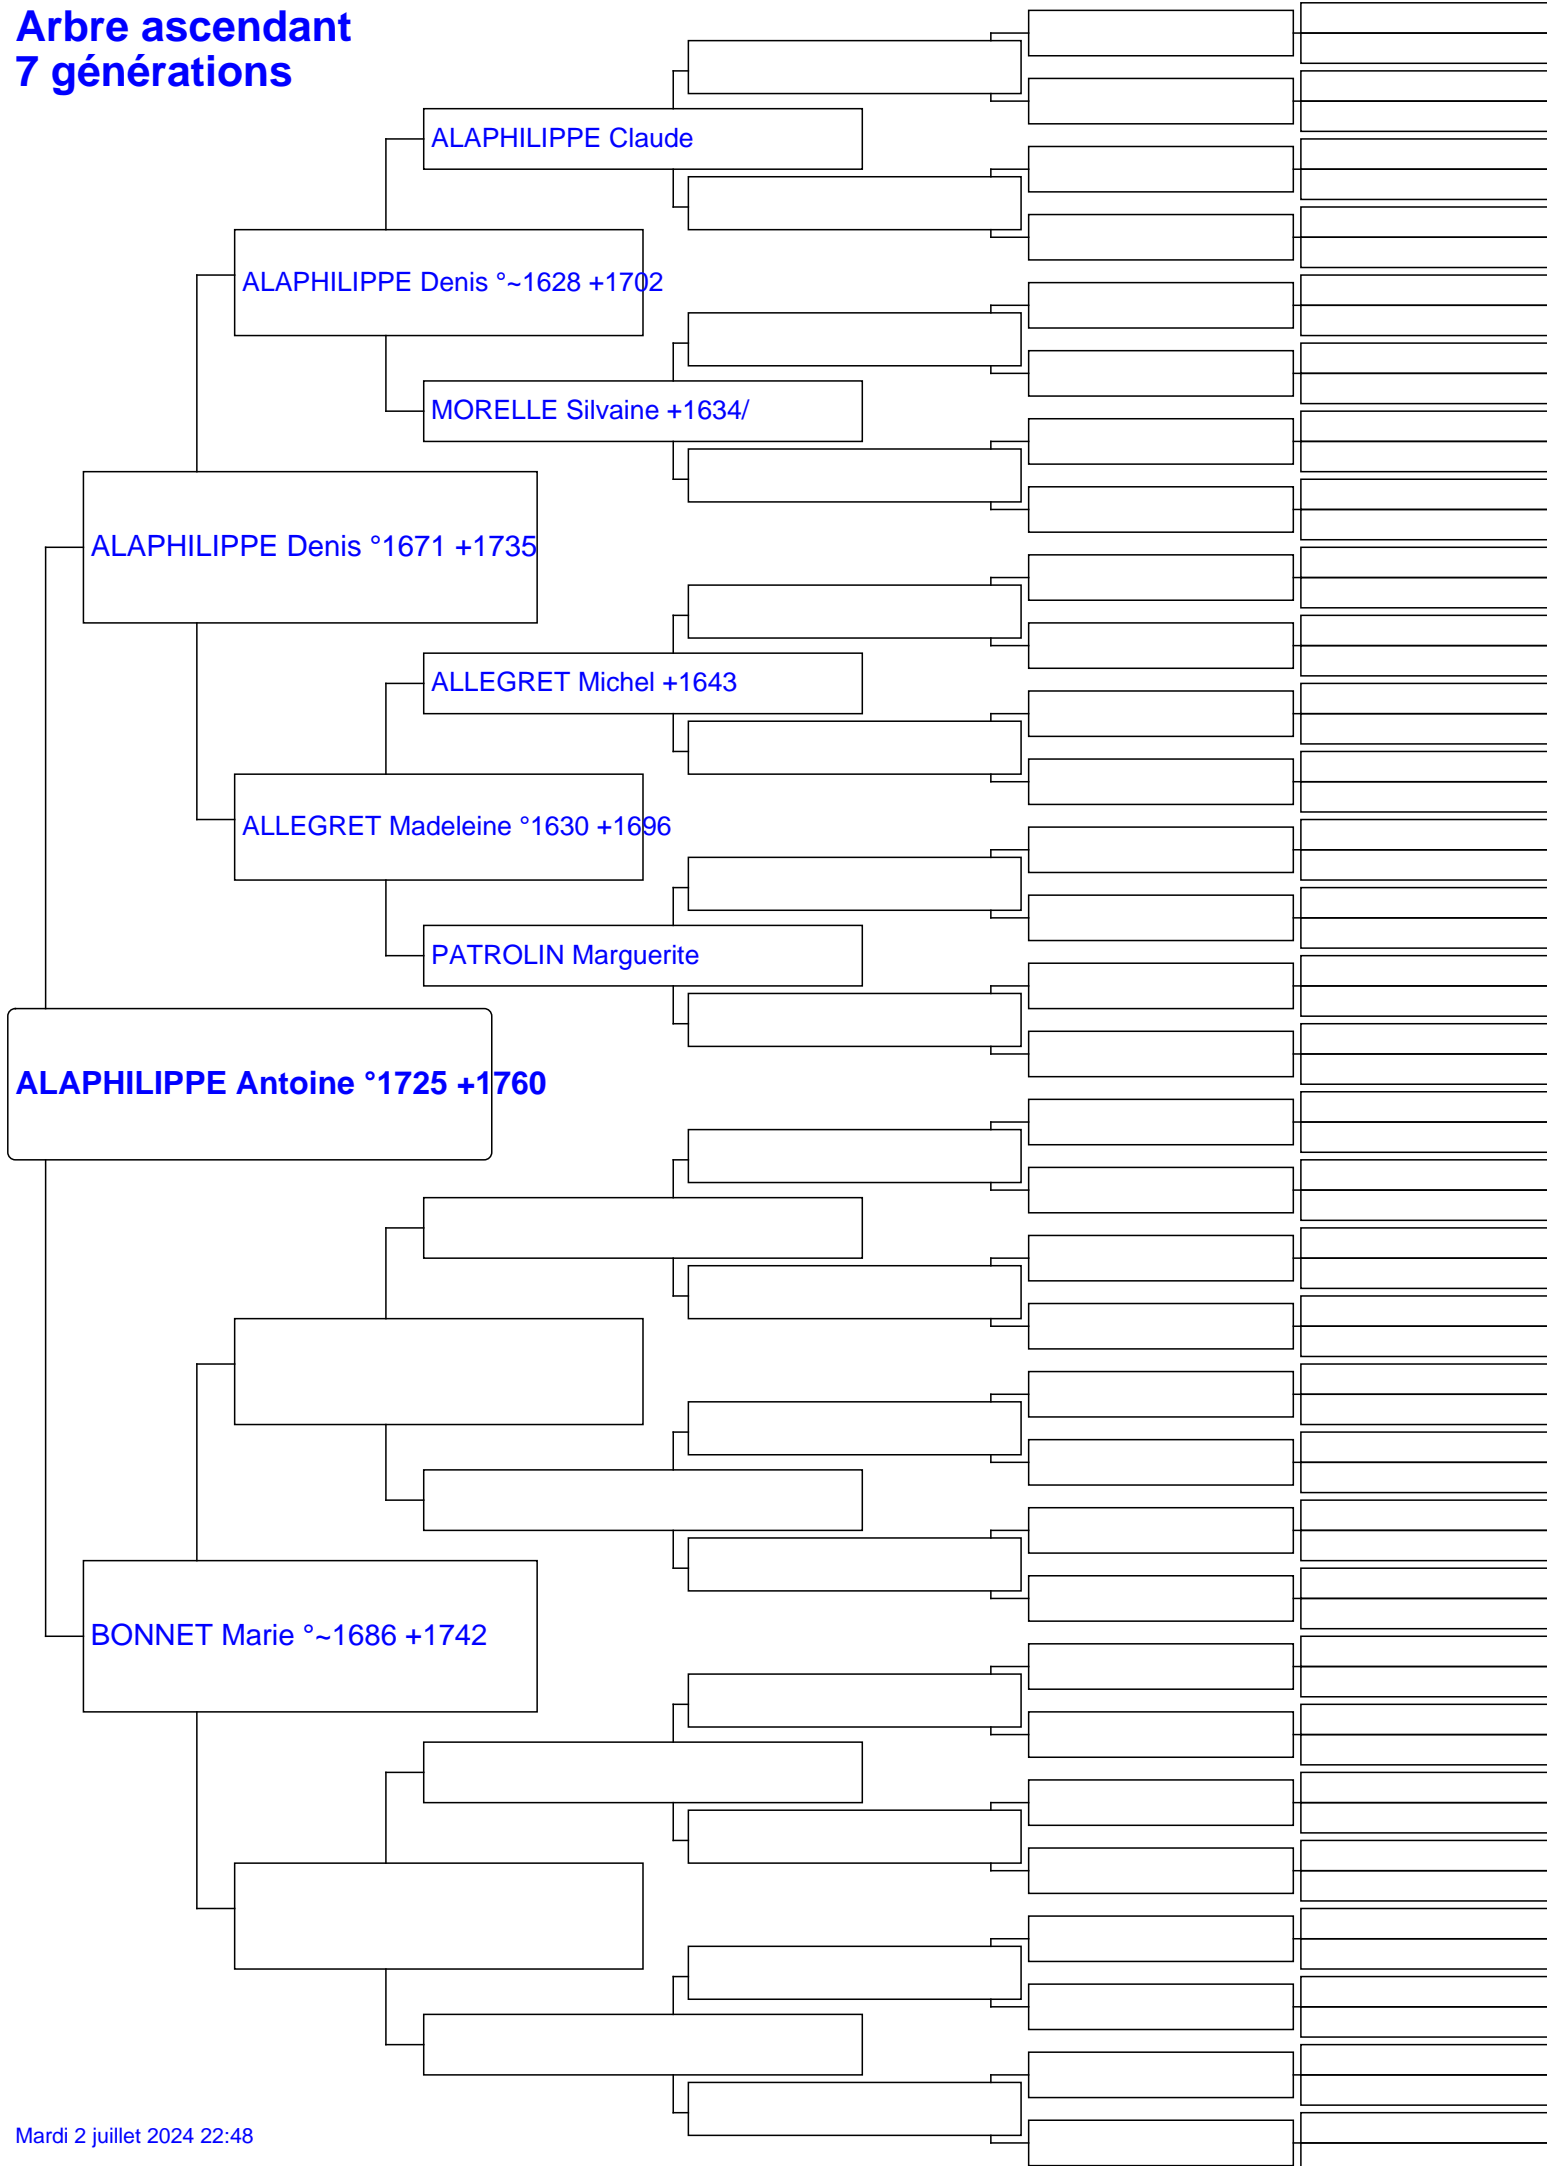 Arbre ascendant
7 générations
ALAPHILIPPE Claude
ALAPHILIPPE Denis °~1628 +1702
MORELLE Silvaine +1634/
ALAPHILIPPE Denis °1671 +1735
ALLEGRET Michel +1643
ALLEGRET Madeleine °1630 +1696
PATROLIN Marguerite
ALAPHILIPPE Antoine °1725 +1760
BONNET Marie °~1686 +1742
Mardi 2 juillet 2024 22:48